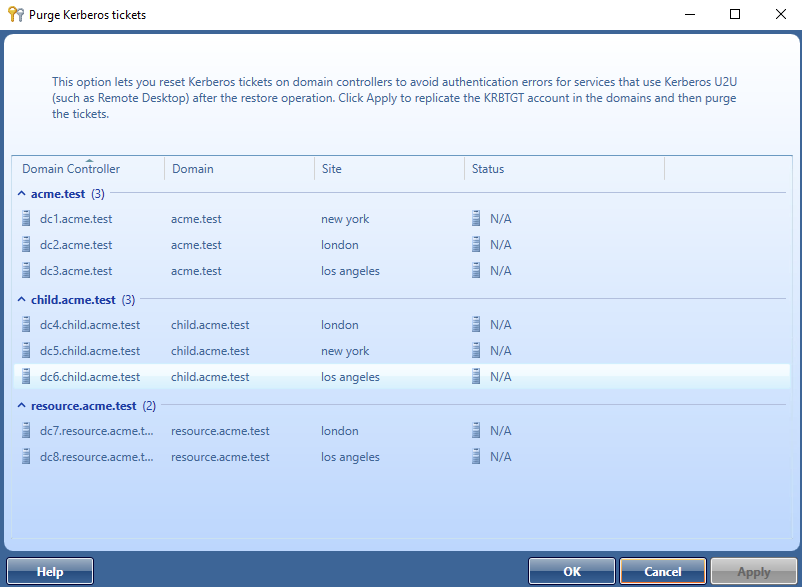 Purge Kerberos tickets
This option lets you reset Kerberos tickets on domain controllers to avoid authentication errors for services that use Kerberos U2U
(such as Remote Desktop) after the restore operation. Click Apply to replicate the KRBTGT account in the domains and then purge
the tickets.
Domain Controller Domain Site Status
acme.test (3)
dc1.acme.test acme.test new york N/A
dc2.acme.test acme.test london N/A
dc3.acme.test acme.test los angeles N/A
child.acme.test (3)
dc4.child.acme.test child.acme.test london N/A
dc5.child.acme.test child.acme.test new york N/A
dc6.child.acme.test child.acme.test los angeles N/A
resource.acme.test (2)
dc7.resource.acme.t... resource.acme.test london N/A
dc8.resource.acme.t... resource.acme.test los angeles N/A
Help OK Cancel Apply